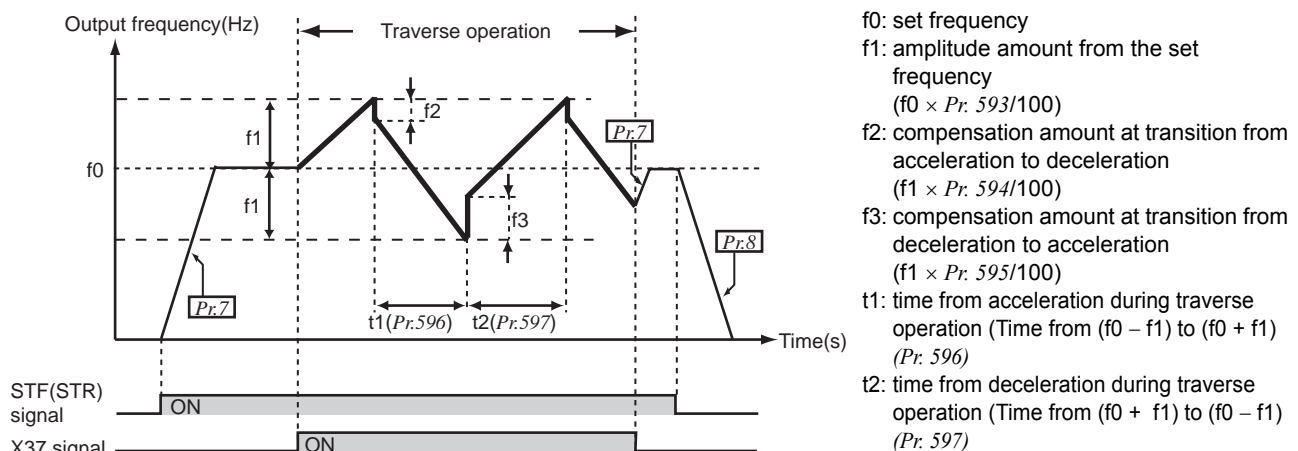 Output frequency(Hz)
Traverse operation
f1
f2
Pr.7
f0
f1
f3
Pr.8
Pr.7
t1(Pr.596)
t2(Pr.597)
Time(s)
STF(STR)
signal
ON
X37 signal
ON
f0: set frequency
f1: amplitude amount from the set
frequency
(f0 × Pr. 593/100)
f2: compensation amount at transition from
acceleration to deceleration
(f1 × Pr. 594/100)
f3: compensation amount at transition from
deceleration to acceleration
(f1 × Pr. 595/100)
t1: time from acceleration during traverse
operation (Time from (f0 – f1) to (f0 + f1)
(Pr. 596)
t2: time from deceleration during traverse
operation (Time from (f0 + f1) to (f0 – f1)
(Pr. 597)